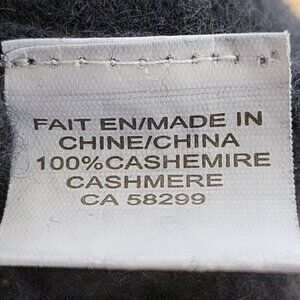 FAIT EN/MADE IN
CHINE/CHINA
100%CASHEMIRE
CASHMERE
CA 58299